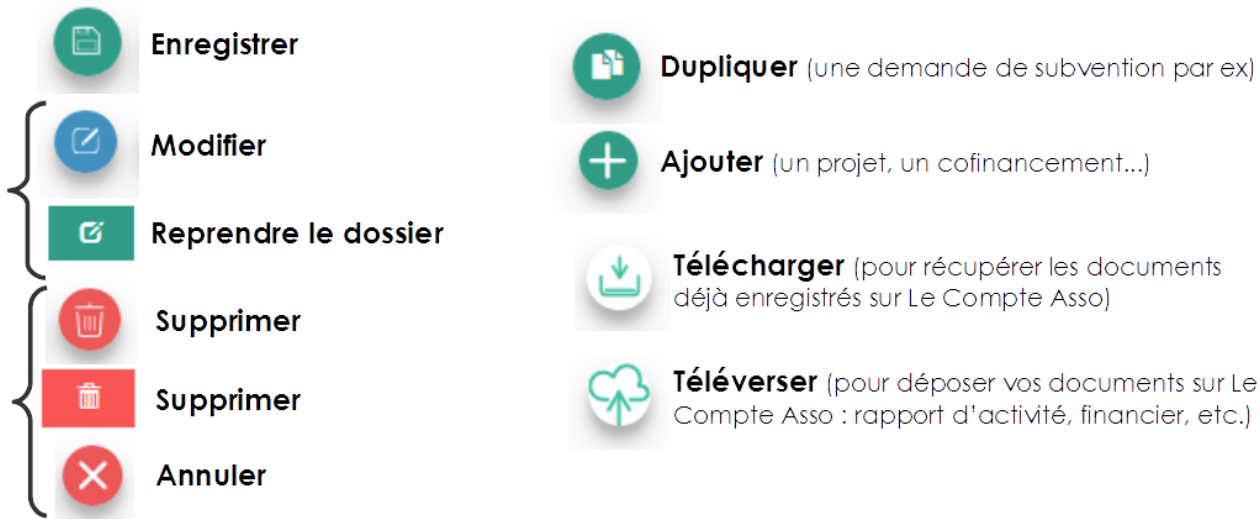 Enregistrer
Modifier
Reprendre le dossier
Supprimer
Supprimer
Annuler
Dupliquer (une demande de subvention par ex)
Ajouter (un projet, un cofinancement...)
Télécharger (pour récupérer les documents
déjà enregistrés sur Le Compte Asso)
Téléverser (pour déposer vos documents sur Le
Compte Asso : rapport d'activité, financier, etc.)